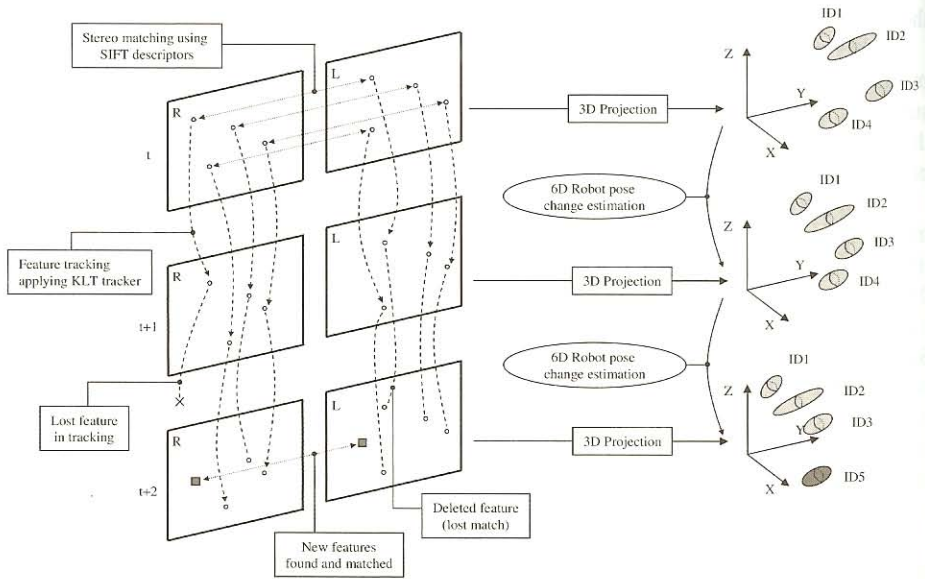 Stereo matching using
SIFT descriptors
R
L
t
3D Projection
Z
Y
X
ID1
ID2
ID3
ID4
6D Robot pose
change estimation
Feature tracking
applying KLT tracker
R
L
t+1
3D Projection
Z
Y
X
ID1
ID2
ID3
ID4
6D Robot pose
change estimation
Lost feature
in tracking
R
L
t+2
3D Projection
Z
Y
X
ID1
ID2
ID3
ID5
Deleted feature
(lost match)
New features
found and matched